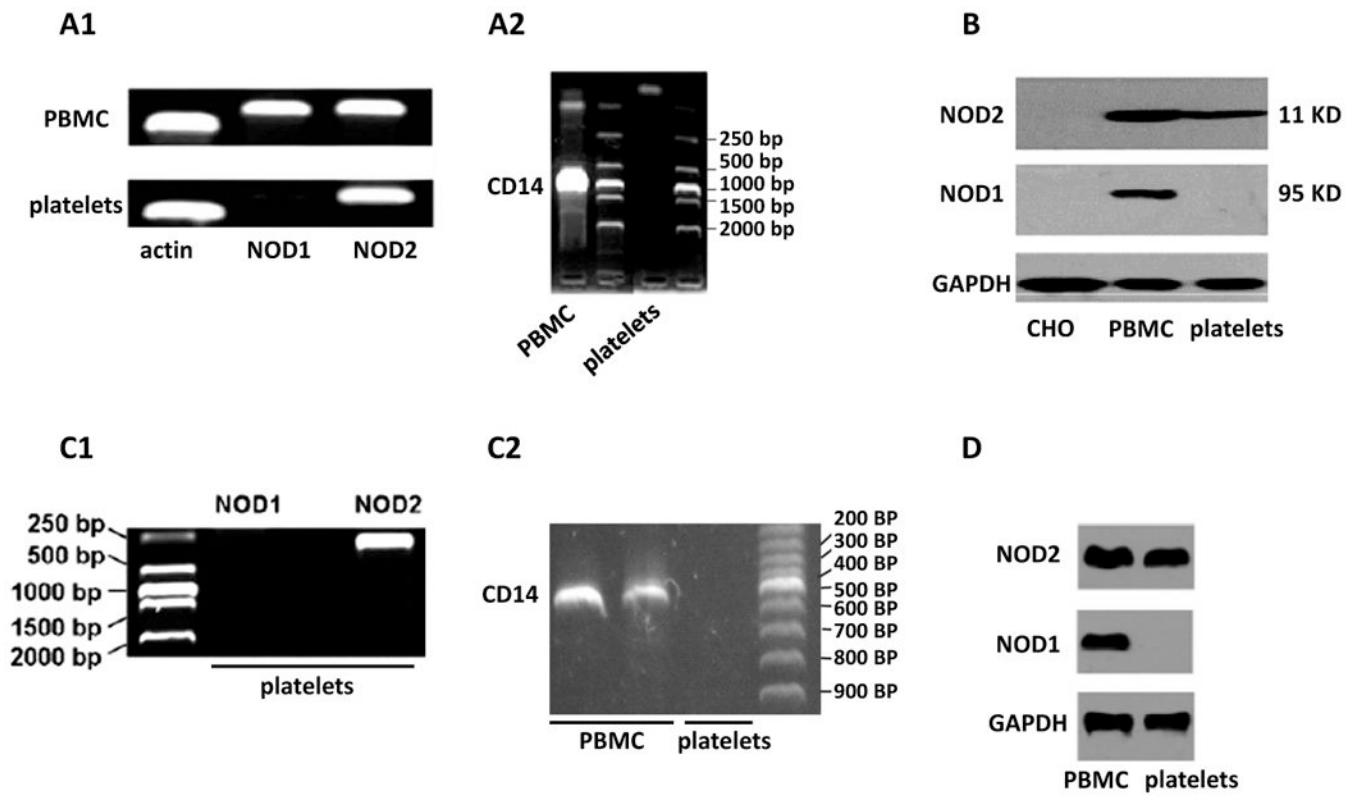 A1
PBMC
platelets
actin NOD1 NOD2
A2
CD14
250 bp
500 bp
1000 bp
1500 bp
2000 bp
PBMC
platelets
B
NOD2 11 KD
NOD1 95 KD
GAPDH
CHO PBMC platelets
C1
NOD1 NOD2
250 bp
500 bp
1000 bp
1500 bp
2000 bp
platelets
C2
CD14
200 BP
300 BP
400 BP
500 BP
600 BP
700 BP
800 BP
900 BP
PBMC platelets
D
NOD2
NOD1
GAPDH
PBMC platelets